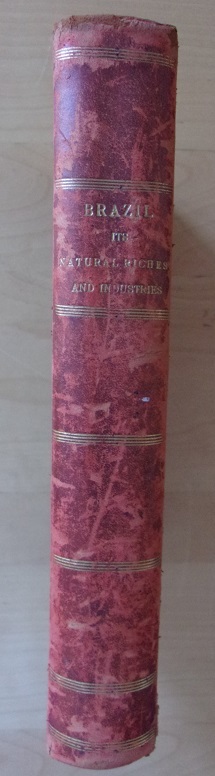 BRAZIL
ITS
NATURAL RICHES
AND INDUSTRIES